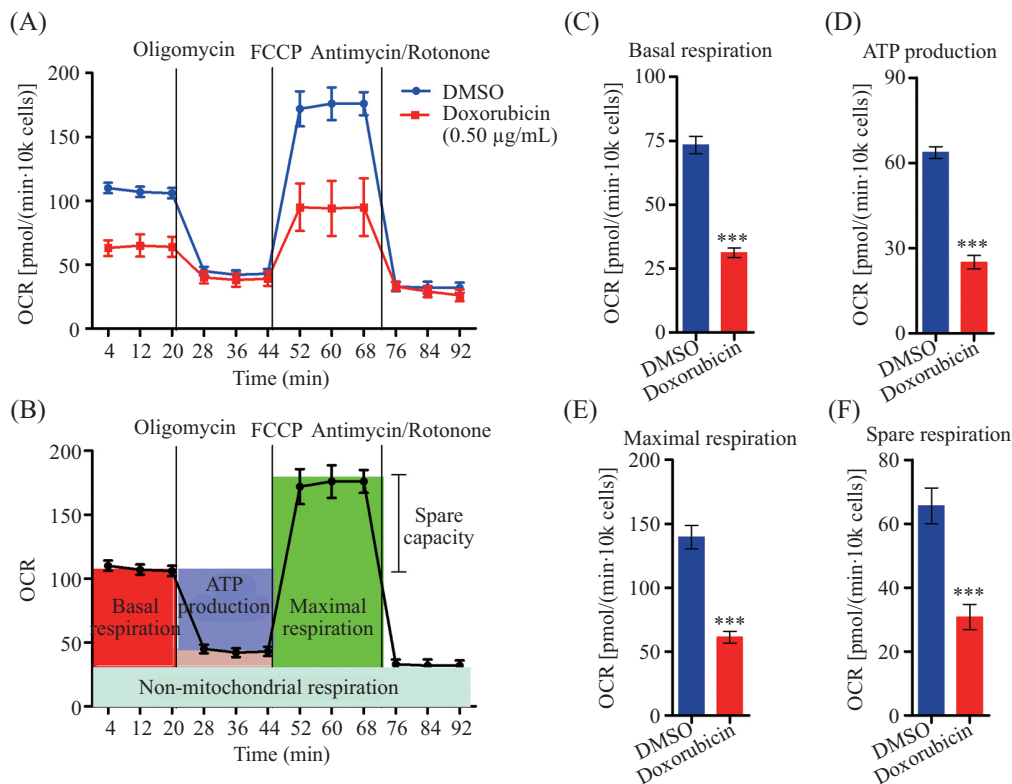 (A)
Oligomycin
FCCP Antimycin/Rotonone
200
150
100
50
0
OCR [pmol/(min·10k cells)]
DMSO
Doxorubicin
(0.50 μg/mL)
4 12 20 28 36 44 52 60 68 76 84 92
Time (min)
(B)
Oligomycin
FCCP Antimycin/Rotonone
200
150
100
50
0
OCR
Basal
respiration
ATP
production
Maximal
respiration
Spare
capacity
Non-mitochondrial respiration
4 12 20 28 36 44 52 60 68 76 84 92
Time (min)
(C)
Basal respiration
100
75
50
25
0
OCR [pmol/(min·10k cells)]
***
DMSO
Doxorubicin
(D)
ATP production
90
60
30
0
OCR [pmol/(min·10k cells)]
***
DMSO
Doxorubicin
(E)
Maximal respiration
200
150
100
50
0
OCR [pmol/(min·10k cells)]
***
DMSO
Doxorubicin
(F)
Spare respiration
80
60
40
20
0
OCR [pmol/(min·10k cells)]
***
DMSO
Doxorubicin